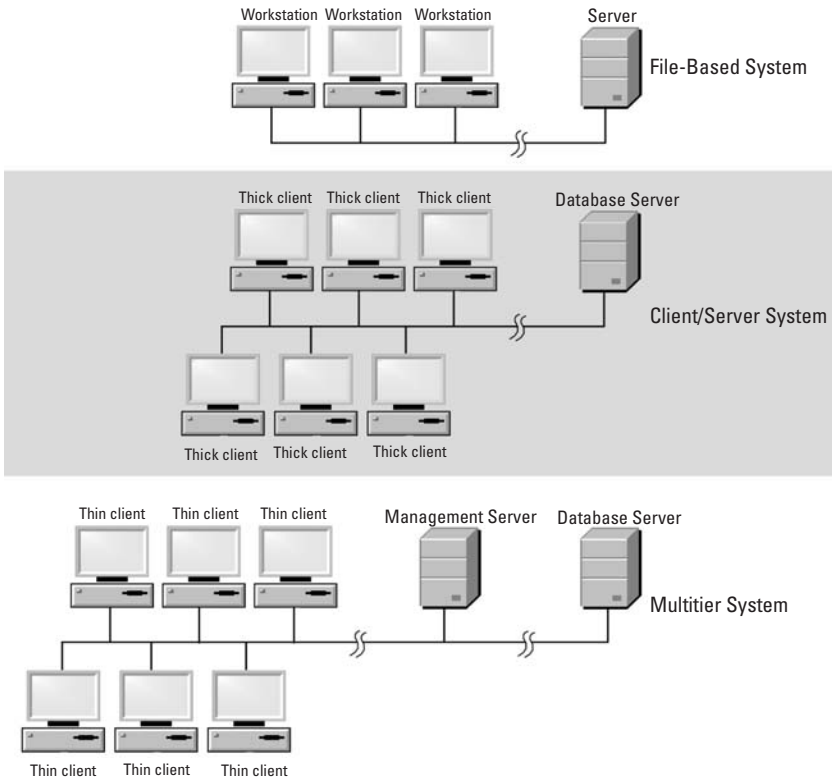 Workstation Workstation Workstation Server
File-Based System
Thick client Thick client Thick client Database Server
Client/Server System
Thick client Thick client Thick client
Thin client Thin client Thin client Management Server Database Server
Multitier System
Thin client Thin client Thin client